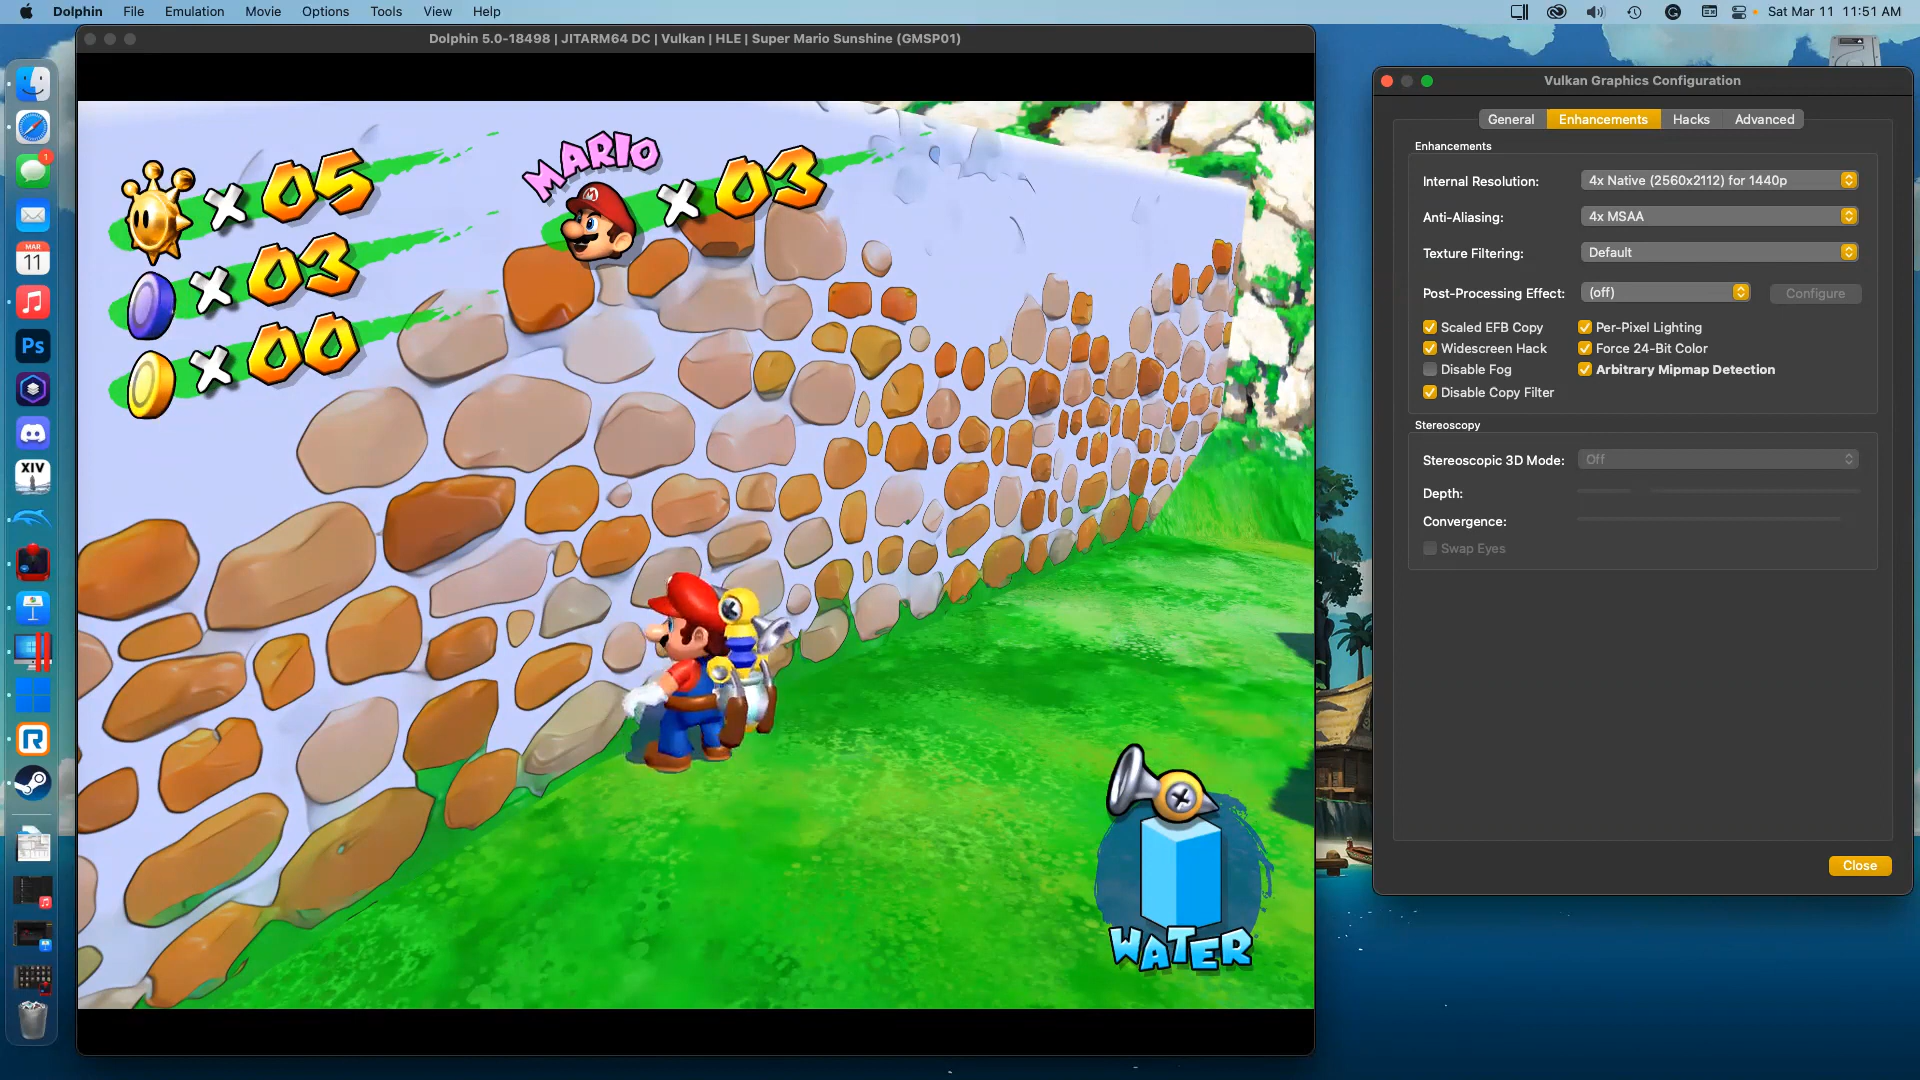 Dolphin File Emulation Movie Options Tools View Help Sat Mar 11 11:51 AM
Dolphin 5.0-18498 | JITARM64 DC | Vulkan | HLE | Super Mario Sunshine (GMSP01)
× 05
MARIO
M
× 03
× 03
× 00
WATER
1
MAR
11
Ps
XIV
Vulkan Graphics Configuration
General Enhancements Hacks Advanced
Enhancements
Internal Resolution: 4x Native (2560x2112) for 1440p
Anti-Aliasing: 4x MSAA
Texture Filtering: Default
Post-Processing Effect: (off) Configure
Scaled EFB Copy Per-Pixel Lighting
Widescreen Hack Force 24-Bit Color
Disable Fog Arbitrary Mipmap Detection
Disable Copy Filter
Stereoscopy
Stereoscopic 3D Mode: Off
Depth:
Convergence:
Swap Eyes
Close